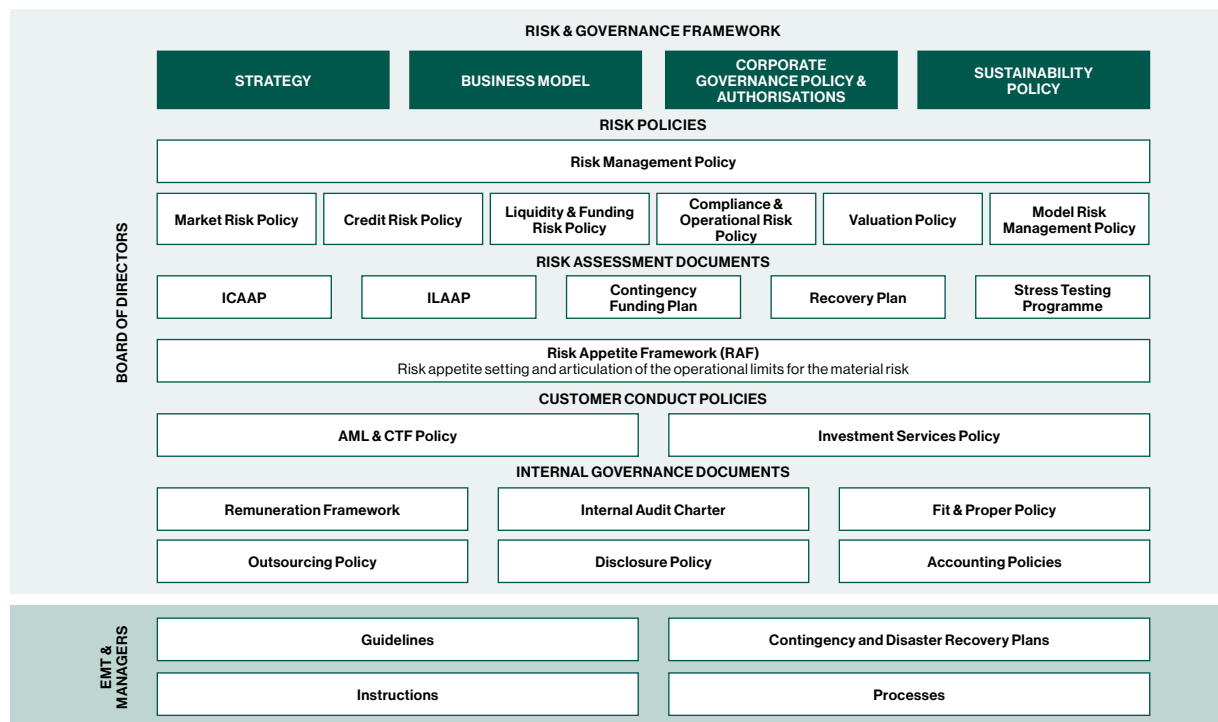 RISK & GOVERNANCE FRAMEWORK
STRATEGY
BUSINESS MODEL
CORPORATE
GOVERNANCE POLICY &
AUTHORISATIONS
SUSTAINABILITY
POLICY
RISK POLICIES
Risk Management Policy
Market Risk Policy
Credit Risk Policy
Liquidity & Funding
Risk Policy
Compliance &
Operational Risk
Policy
Valuation Policy
Model Risk
Management Policy
RISK ASSESSMENT DOCUMENTS
ICAAP
ILAAP
Contingency
Funding Plan
Recovery Plan
Stress Testing
Programme
Risk Appetite Framework (RAF)
Risk appetite setting and articulation of the operational limits for the material risk
CUSTOMER CONDUCT POLICIES
AML & CTF Policy
Investment Services Policy
INTERNAL GOVERNANCE DOCUMENTS
Remuneration Framework
Internal Audit Charter
Fit & Proper Policy
Outsourcing Policy
Disclosure Policy
Accounting Policies
BOARD OF DIRECTORS
EMT &
MANAGERS
Guidelines
Contingency and Disaster Recovery Plans
Instructions
Processes